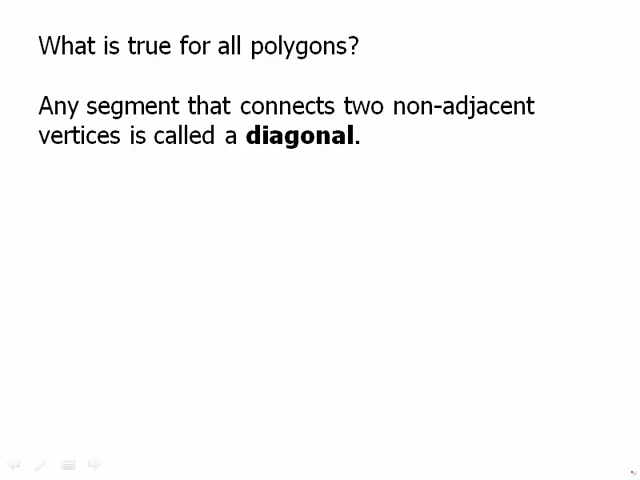 What is true for all polygons?
Any segment that connects two non-adjacent
vertices is called a diagonal.